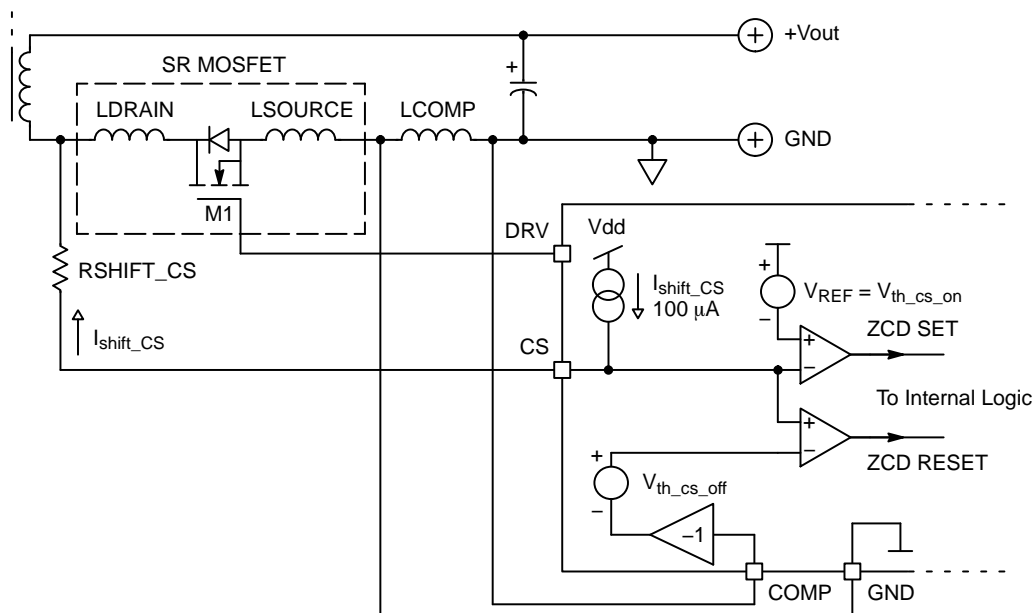 +Vout
SR MOSFET
LDRAIN
LSOURCE
LCOMP
GND
M1
DRV
Vdd
RSHIFT_CS
Ishift_CS
100 μA
+
VREF = Vth_cs_on
–
ZCD SET
Ishift_CS
CS
+
–
To Internal Logic
+
–
ZCD RESET
+
Vth_cs_off
–
–1
COMP
GND